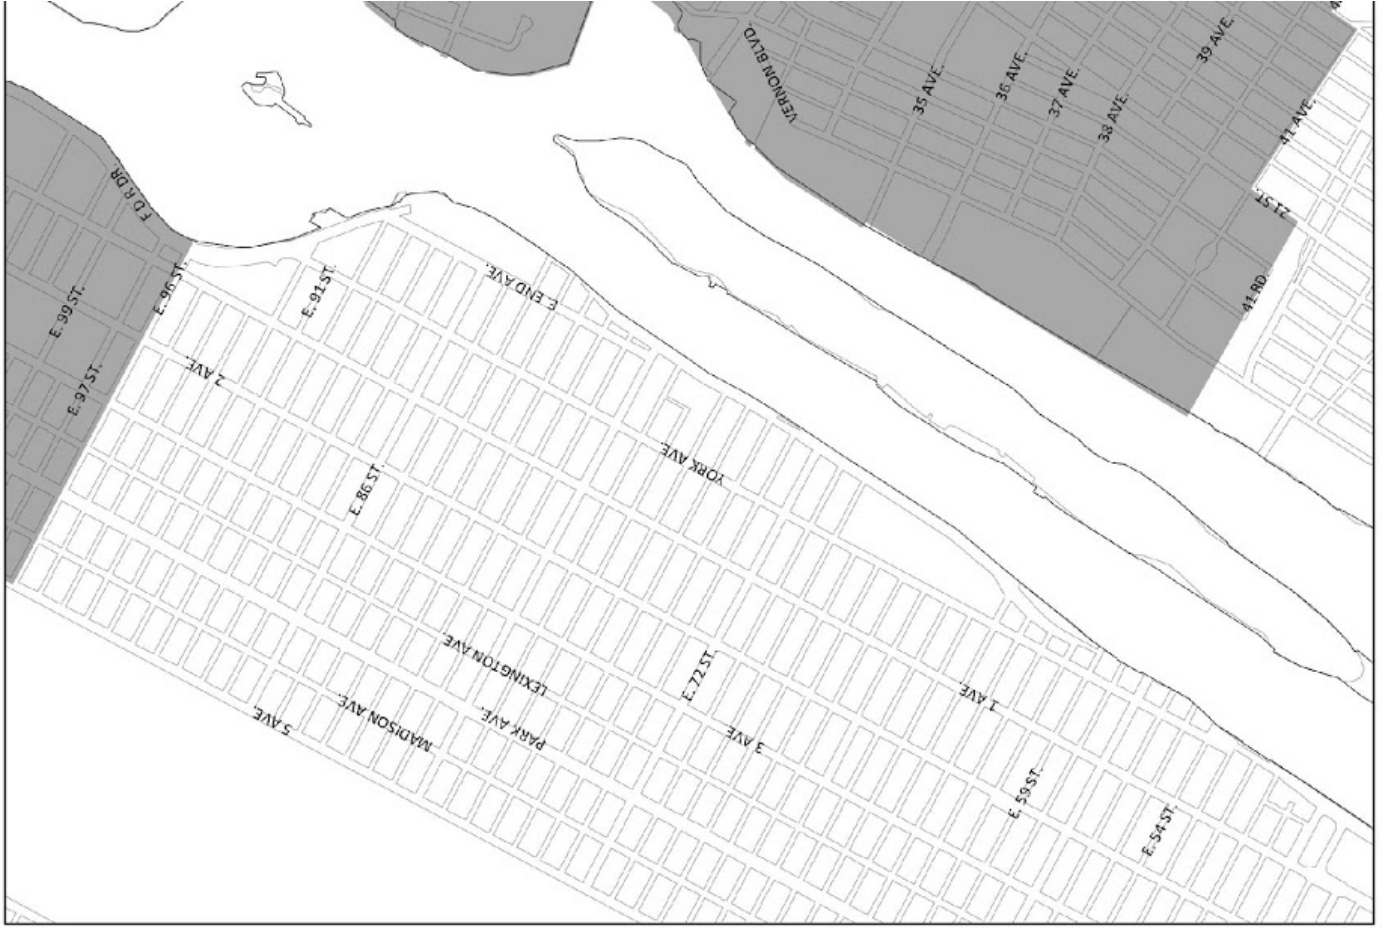 VERNON BLVD.
35 AVE.
36 AVE.
37 AVE.
38 AVE.
39 AVE.
41 AVE.
21 ST.
41 RD
F D R DR.
E. 96 ST.
E. 99 ST.
E. 97 ST.
E. 91 ST.
E. END AVE.
2 AVE.
E. 86 ST.
YORK AVE.
LEXINGTON AVE.
E. 72 ST.
1 AVE.
5 AVE.
MADISON AVE.
PARK AVE.
3 AVE.
E. 59 ST.
E. 54 ST.